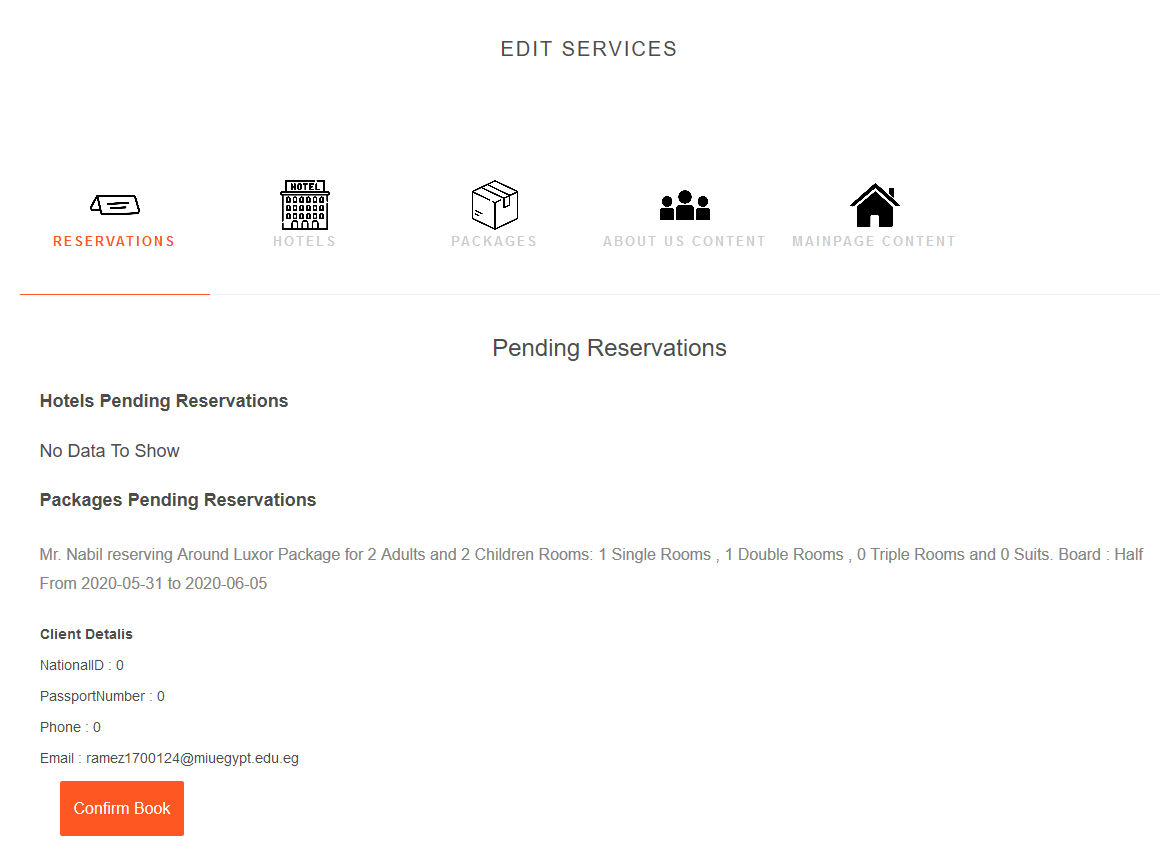 EDIT SERVICES
HOTEL
RESERVATIONS
HOTELS
PACKAGES
ABOUT US CONTENT
MAINPAGE CONTENT
Pending Reservations
Hotels Pending Reservations
No Data To Show
Packages Pending Reservations
Mr. Nabil reserving Around Luxor Package for 2 Adults and 2 Children Rooms: 1 Single Rooms , 1 Double Rooms , 0 Triple Rooms and 0 Suits. Board : Half
From 2020-05-31 to 2020-06-05
Client Detalis
NationalID : 0
PassportNumber : 0
Phone : 0
Email : ramez1700124@miuegypt.edu.eg
Confirm Book